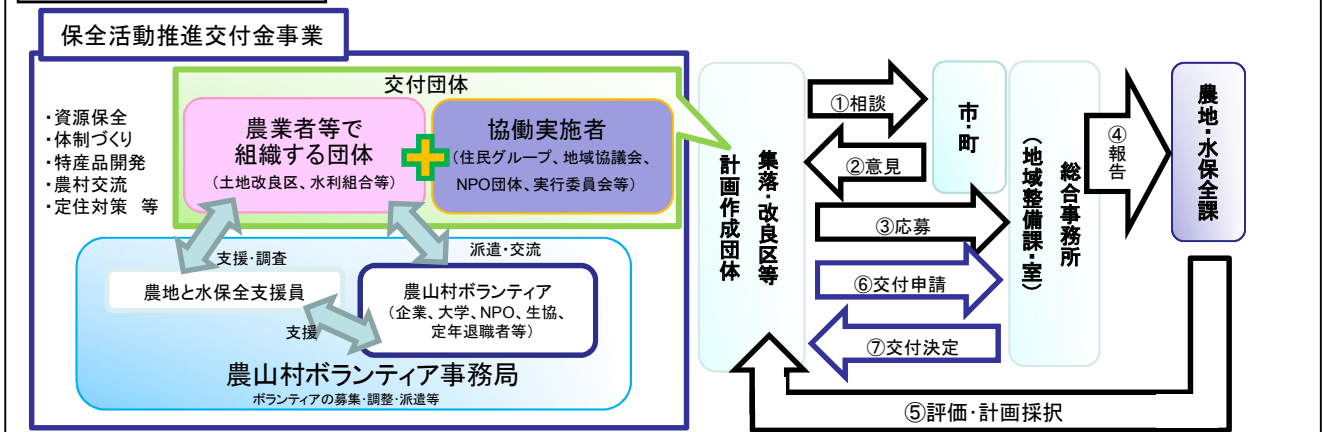 保全活動推進交付金事業
・資源保全
・体制づくり
・特産品開発
・農村交流
・定住対策　等
交付団体
農業者等で
組織する団体
（土地改良区、水利組合等）
協働実施者
（住民グループ、地域協議会、
NPO団体、実行委員会等）
支援・調査
派遣・交流
農地と水保全支援員
農山村ボランティア
（企業、大学、NPO、生協、
定年退職者等）
支援
農山村ボランティア事務局
ボランティアの募集・調整・派遣等
集落・改良区等
計画作成団体
①相談
②意見
③応募
⑥交付申請
⑦交付決定
市・町
総合事務所
（地域整備課・室）
④報告
農地・水保全課
⑤評価・計画採択